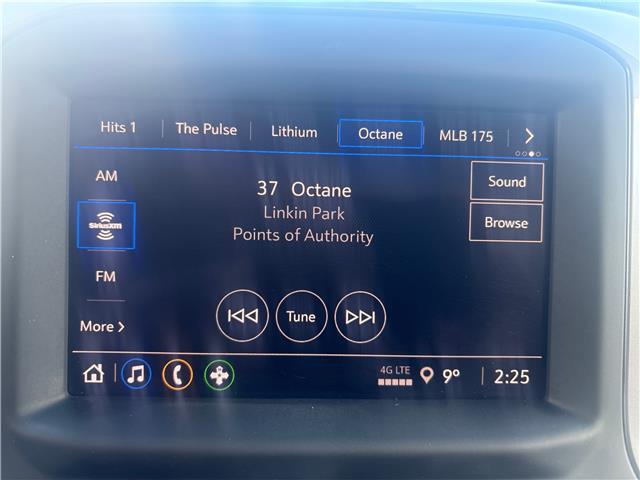 Hits 1
The Pulse
Lithium
Octane
MLB 175
AM
SiriusXM
FM
More
37 Octane
Linkin Park
Points of Authority
Sound
Browse
Tune
4G LTE
9°
2:25